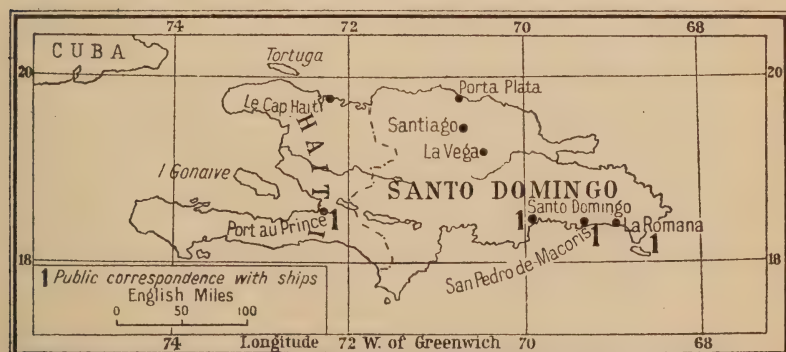 74 72 70 68
CUBA
20 20
Tortuga
Le Cap Haiti
Porta Plata
HAITI
Santiago
La Vega
I Gonaive
SANTO DOMINGO
Port au Prince 1
1 Santo Domingo
La Romana
San Pedro de Macoris 1
1
18 18
1 Public correspondence with ships
English Miles
0 50 100
74 Longitude 72 W. of Greenwich 70 68